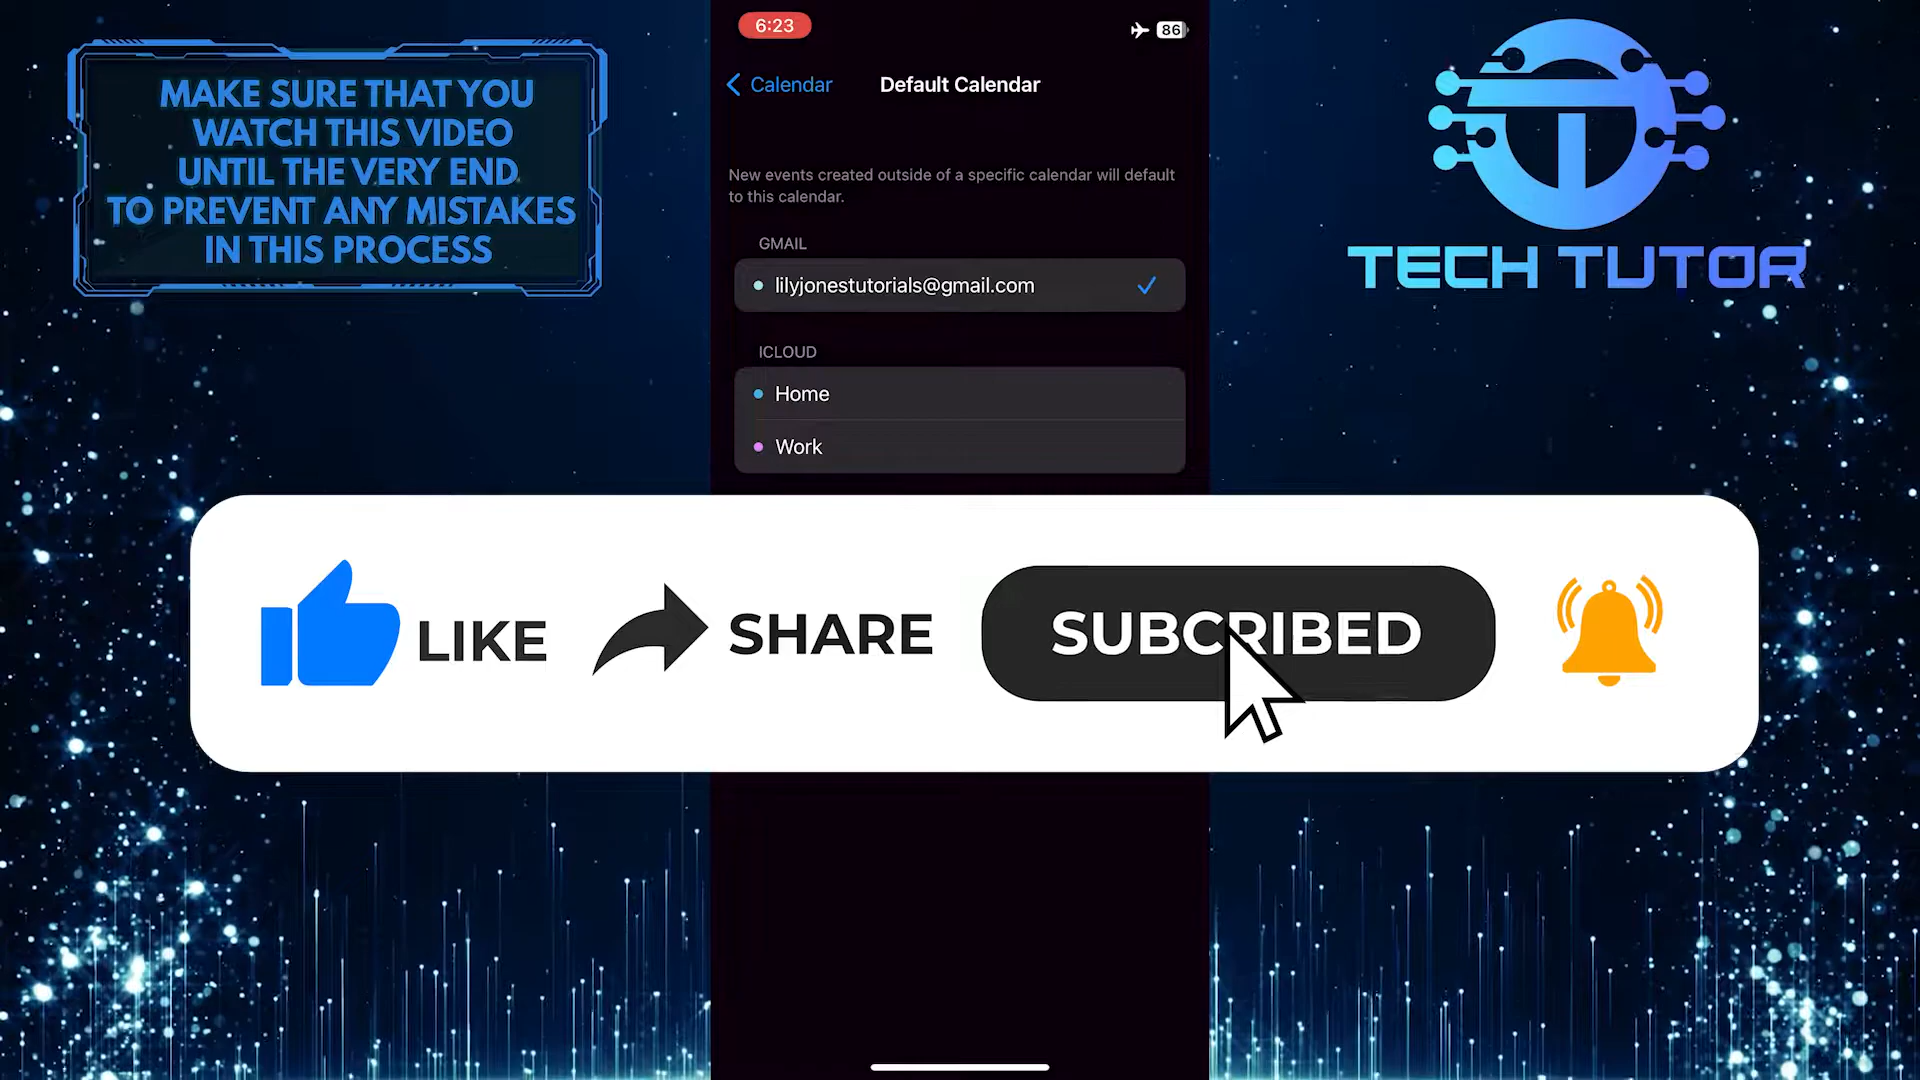 MAKE SURE THAT YOU
WATCH THIS VIDEO
UNTIL THE VERY END
TO PREVENT ANY MISTAKES
IN THIS PROCESS
6:23
86
Calendar
Default Calendar
New events created outside of a specific calendar will default
to this calendar.
GMAIL
lilyjonestutorials@gmail.com
ICLOUD
Home
Work
TECH TUTOR
LIKE
SHARE
SUBCRIBED